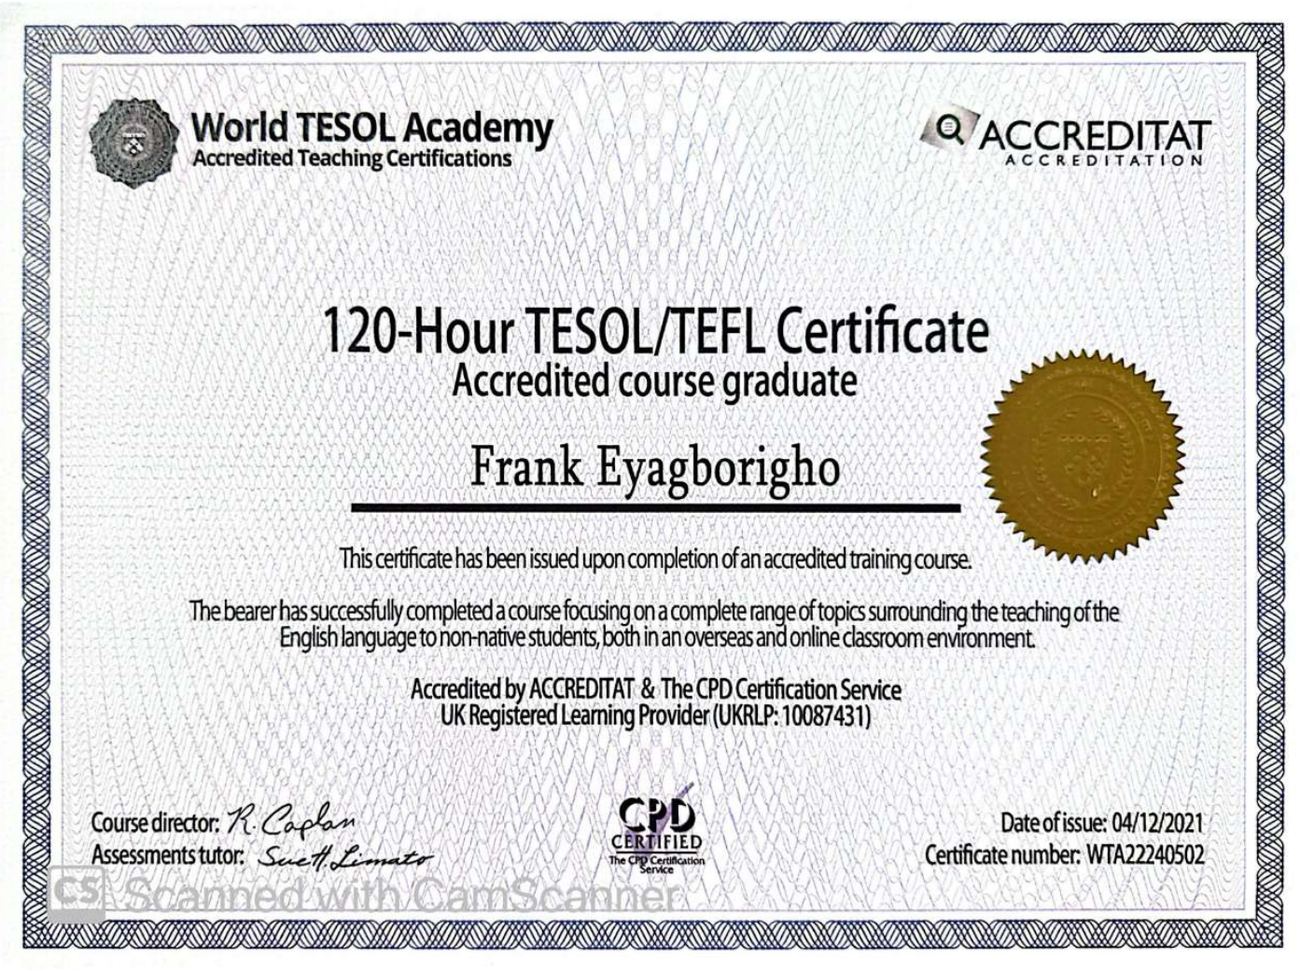 World TESOL Academy
Accredited Teaching Certifications
ACCREDITAT
ACCREDITATION
120-Hour TESOL/TEFL Certificate
Accredited course graduate
Frank Eyagborigho
This certificate has been issued upon completion of an accredited training course.
The bearer has successfully completed a course focusing on a complete range of topics surrounding the teaching of the
English language to non-native students, both in an overseas and online classroom environment.
Accredited by ACCREDITAT & The CPD Certification Service
UK Registered Learning Provider (UKRLP: 10087431)
Course director: R. Caplan
Assessments tutor: Sue H. Limato
CPD
CERTIFIED
The CPD Certification
Service
Date of issue: 04/12/2021
Certificate number: WTA22240502
CS Scanned with CamScanner